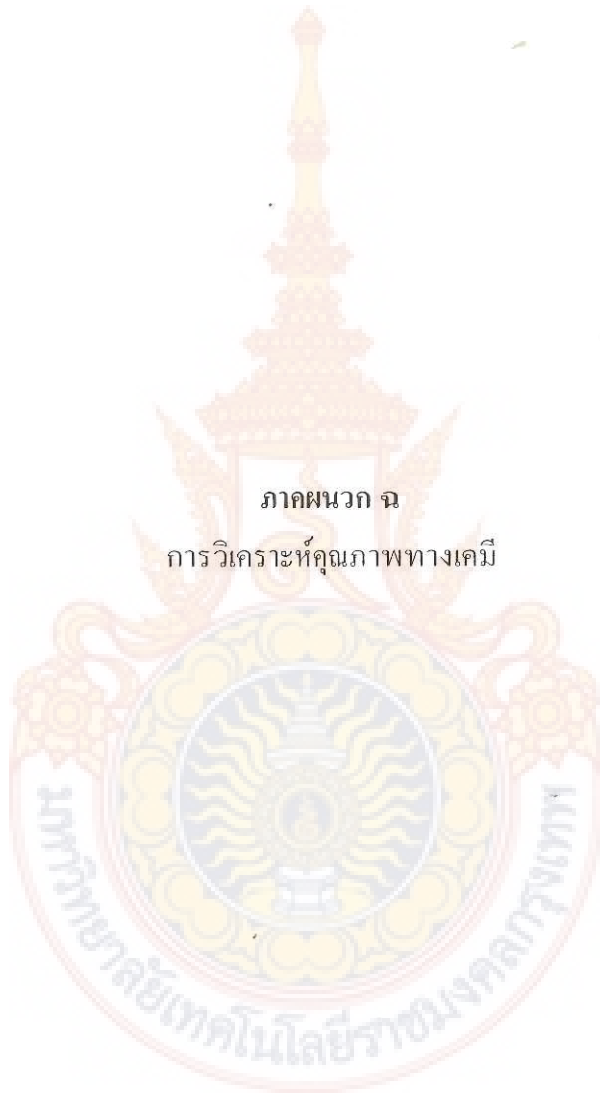 ภาคผนวก ฉ
การวิเคราะห์คุณภาพทางเคมี
มหาวิทยาลัยเทคโนโลยีราชมงคลกรุงเทพ